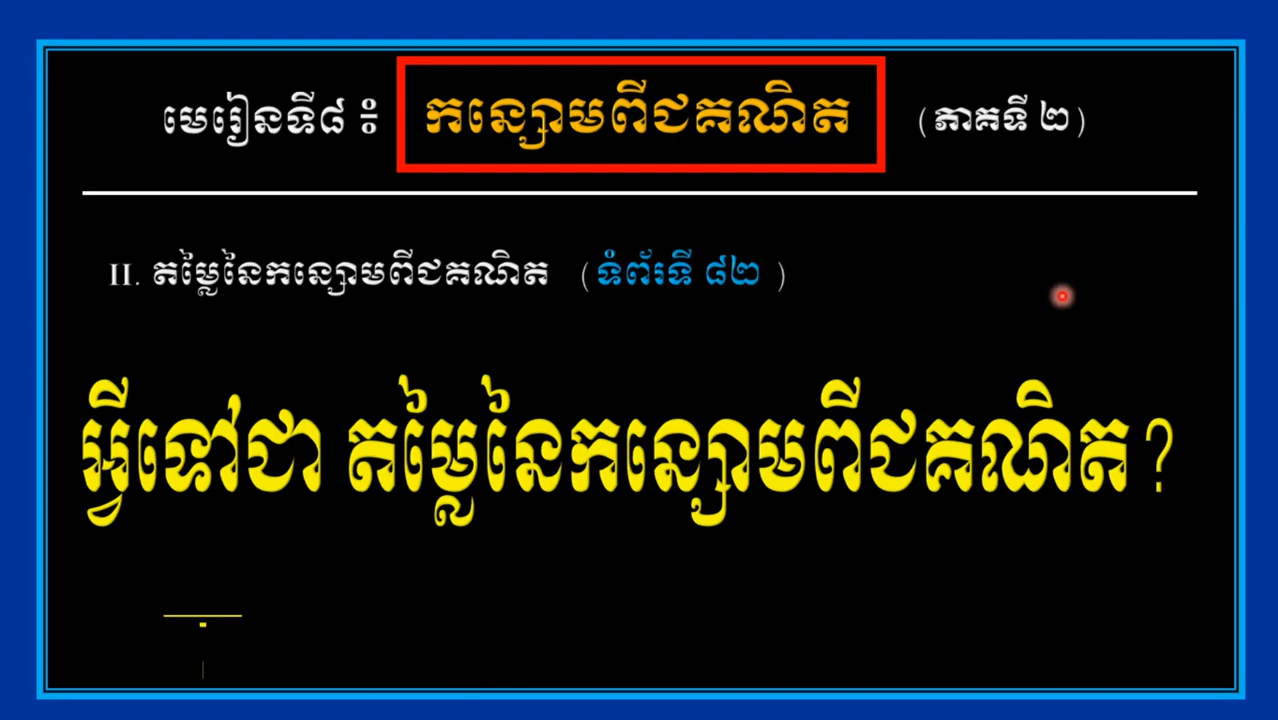 មេរៀនទី៨ ៖ កន្សោមពីជគណិត (ភាគទី ២)
II. តម្លៃនៃកន្សោមពីជគណិត (ទំព័រទី ៨២ )
អ្វីទៅជា តម្លៃនៃកន្សោមពីជគណិត?